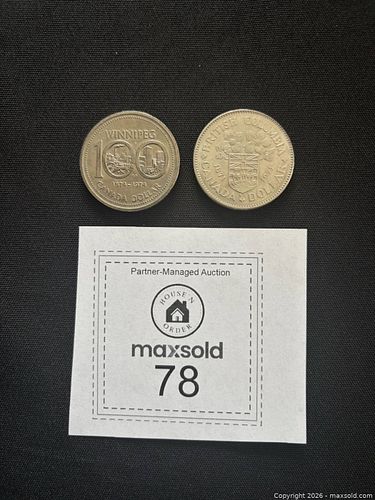 WINNIPEG
100
1874-1974
CANADA DOLLAR
BRITISH COLUMBIA
CANADA DOLLAR
Partner-Managed Auction
HOUSE N ORDER
maxsold
78
Copyright 2026 - maxsold.com